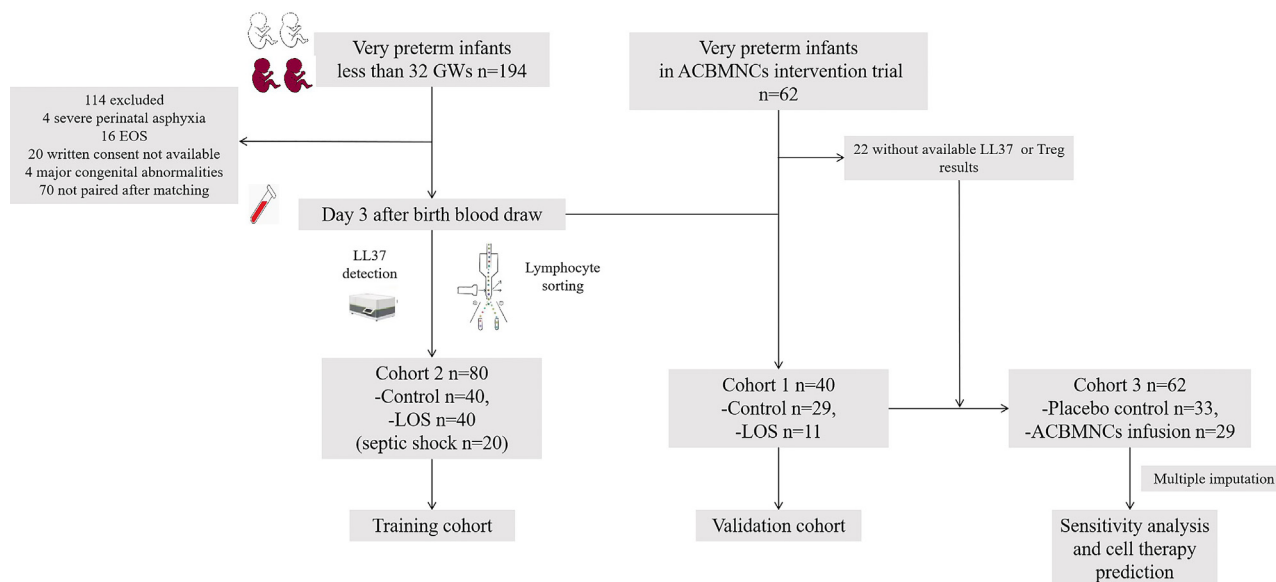 Very preterm infants
less than 32 GWs n=194
Very preterm infants
in ACBMNCs intervention trial
n=62
114 excluded
4 severe perinatal asphyxia
16 EOS
20 written consent not available
4 major congenital abnormalities
70 not paired after matching
22 without available LL37 or Treg
results
Day 3 after birth blood draw
LL37
detection
Lymphocyte
sorting
Cohort 2 n=80
-Control n=40,
-LOS n=40
(septic shock n=20)
Cohort 1 n=40
-Control n=29,
-LOS n=11
Cohort 3 n=62
-Placebo control n=33,
-ACBMNCs infusion n=29
Multiple imputation
Training cohort
Validation cohort
Sensitivity analysis
and cell therapy
prediction